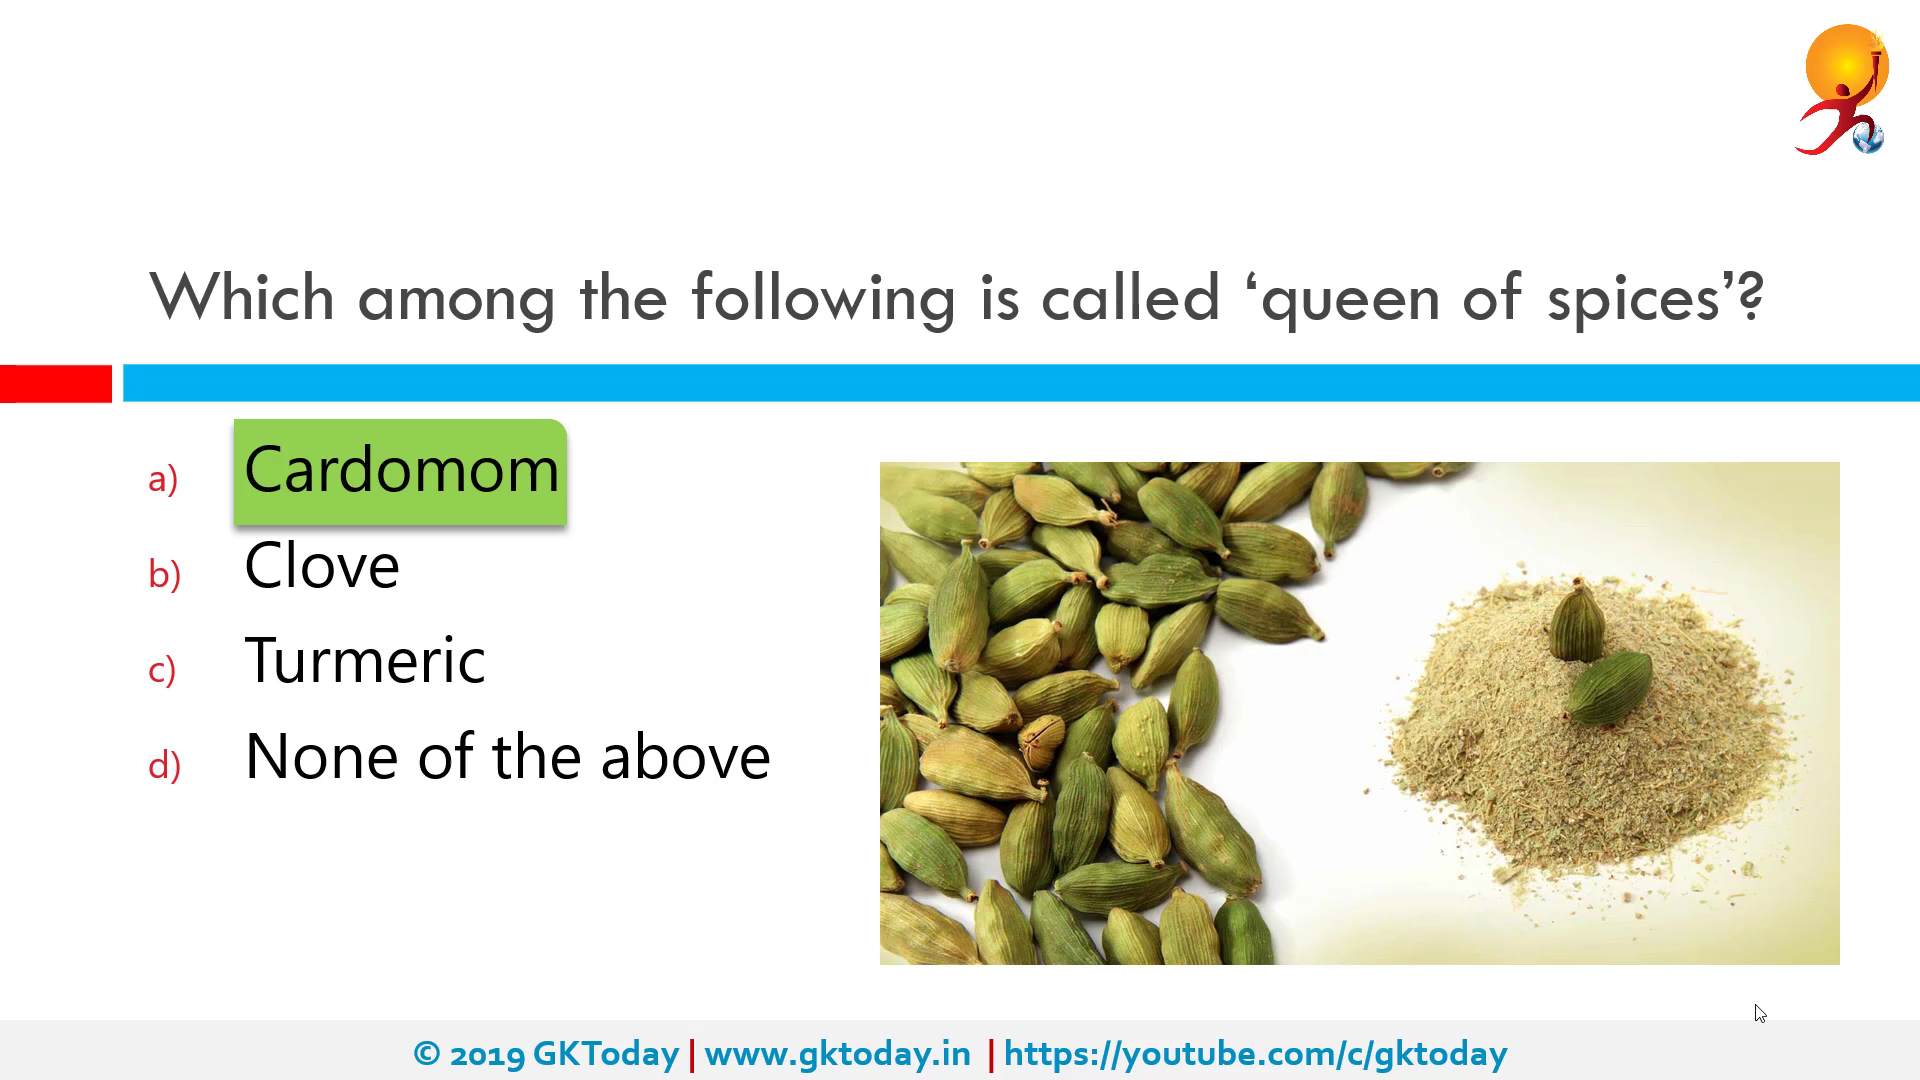 Which among the following is called ‘queen of spices’?
a) Cardomom
b) Clove
c) Turmeric
d) None of the above
© 2019 GKToday | www.gktoday.in | https://youtube.com/c/gktoday